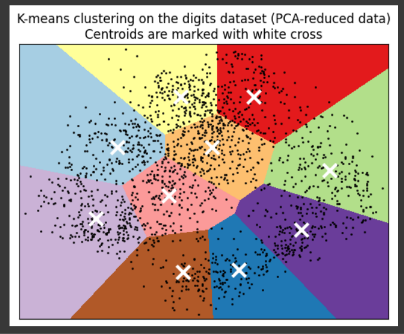 K-means clustering on the digits dataset (PCA-reduced data)
Centroids are marked with white cross